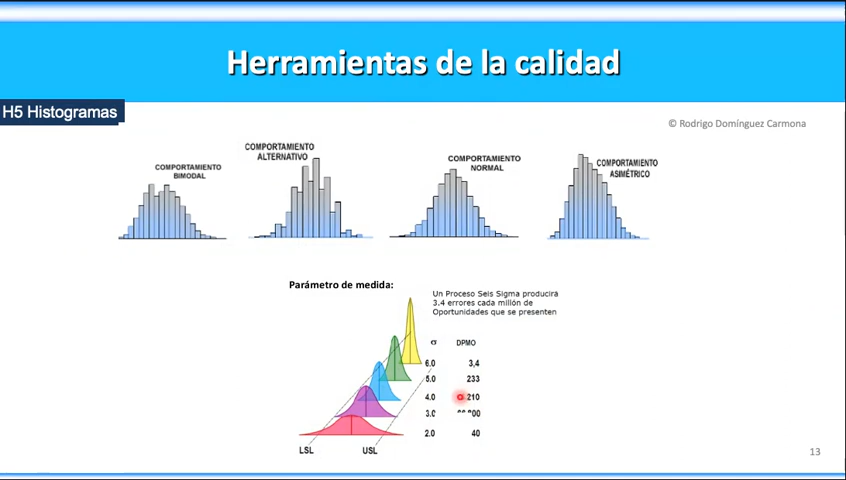 Herramientas de la calidad
H5 Histogramas
© Rodrigo Domínguez Carmona
COMPORTAMIENTO
BIMODAL
COMPORTAMIENTO
ALTERNATIVO
COMPORTAMIENTO
NORMAL
COMPORTAMIENTO
ASIMÉTRICO
Parámetro de medida:
Un Proceso Seis Sigma producirá
3.4 errores cada millón de
Oportunidades que se presenten
σ DPMO
6.0 3,4
5.0 233
4.0 210
3.0
2.0 40
LSL USL
13